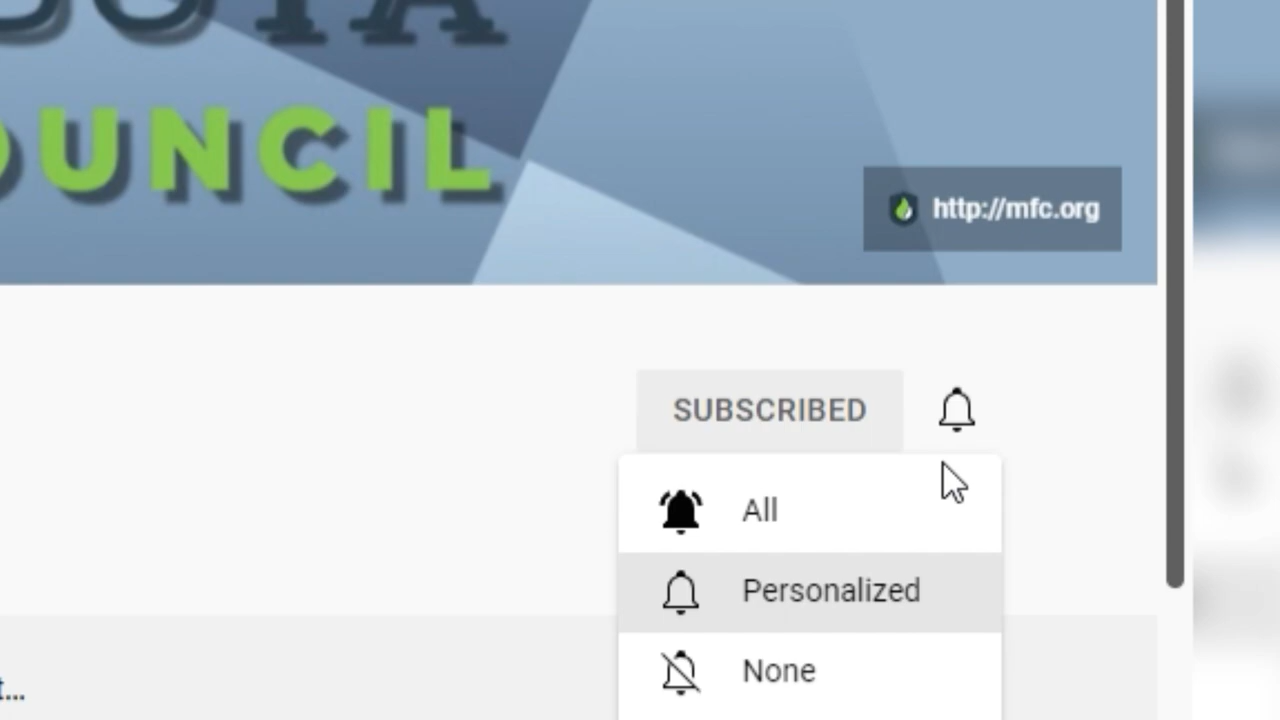 OUNCIL
http://mfc.org
SUBSCRIBED
All
Personalized
None
t...